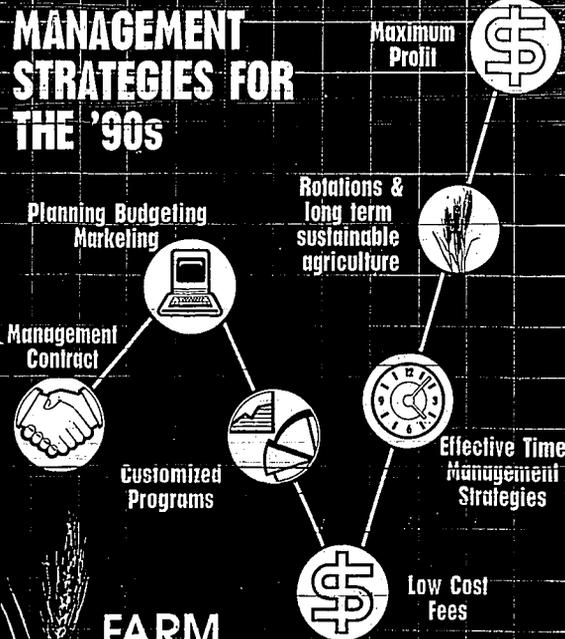 MANAGEMENT
STRATEGIES FOR
THE '90s
Maximum
Profit
Rotations &
long term
sustainable
agriculture
Planning Budgeting
Marketing
Management
Contract
Customized
Programs
Effective Time
Management
Strategies
Low Cost
Fees
FARM